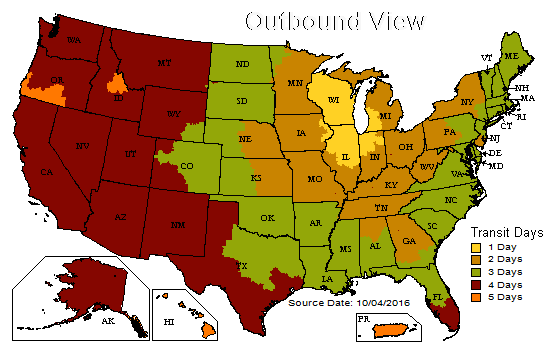 Outbound View
WA
MT
ND
MN
VT
ME
OR
ID
SD
WI
MI
NY
NH
MA
RI
CT
WY
IA
PA
NJ
NE
NV
UT
IL
IN
OH
DE
MD
CO
WV
VA
CA
KS
MO
KY
NC
AZ
NM
OK
TN
AR
SC
Transit Days
1 Day
2 Days
3 Days
4 Days
5 Days
TX
MS
AL
GA
LA
FL
Source Date: 10/04/2016
AK
HI
PR